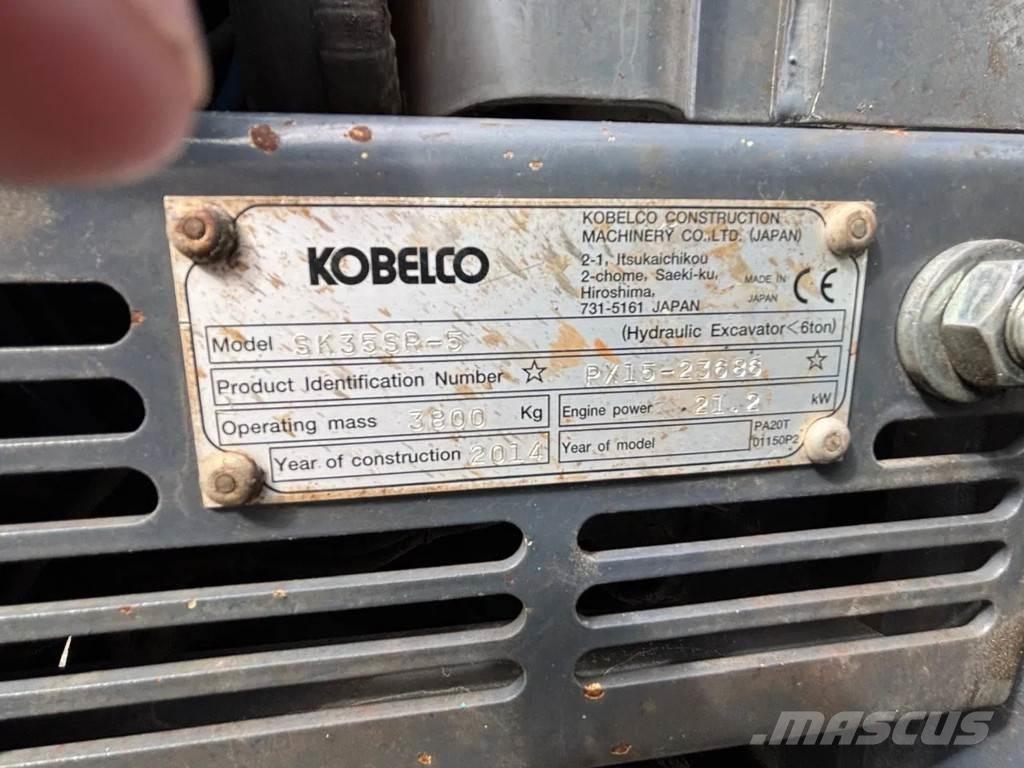 KOBELCO
KOBELCO CONSTRUCTION
MACHINERY CO.,LTD. (JAPAN)
2-1, Itsukaichikou
2-chome, Saeki-ku,
Hiroshima,
731-5161 JAPAN
MADE IN
JAPAN
CE
Model SK35SR-5 (Hydraulic Excavator<6ton)
Product Identification Number ☆ PX15-23686 ☆
Operating mass 3800 Kg
Engine power 21.2 kW
Year of construction 2014
Year of model
PA20T
01150P2
MASCUS